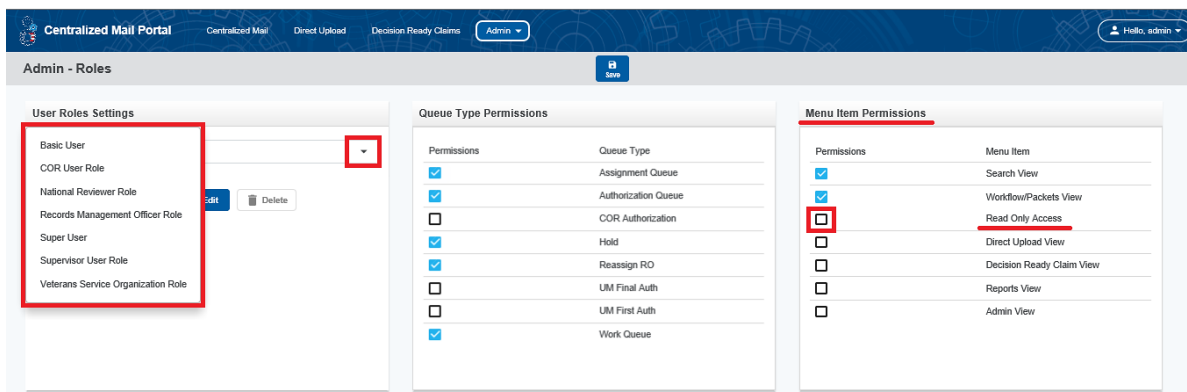 Centralized Mail Portal
Centralized Mail
Direct Upload
Decision Ready Claims
Admin
Hello, admin
Admin - Roles
Save
User Roles Settings
Basic User
COR User Role
National Reviewer Role
Records Management Officer Role
Super User
Supervisor User Role
Veterans Service Organization Role
Edit
Delete
Queue Type Permissions
Permissions Queue Type
Assignment Queue
Authorization Queue
COR Authorization
Hold
Reassign RO
UM Final Auth
UM First Auth
Work Queue
Menu Item Permissions
Permissions Menu Item
Search View
Workflow/Packets View
Read Only Access
Direct Upload View
Decision Ready Claim View
Reports View
Admin View